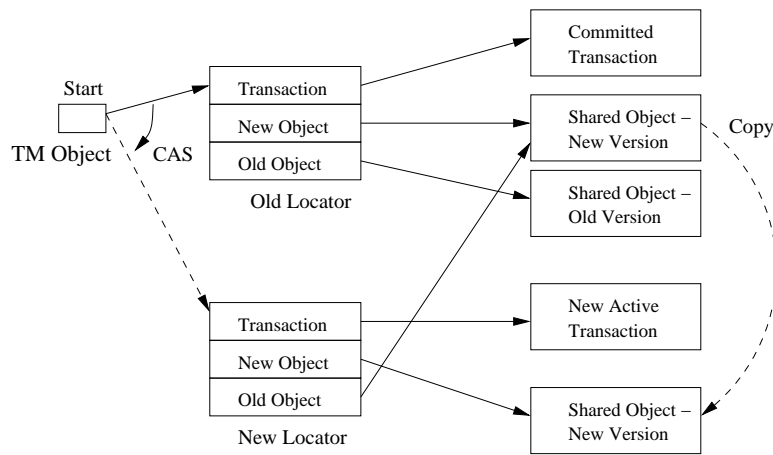 Start
TM Object
CAS
Transaction
New Object
Old Object
Old Locator
Committed
Transaction
Shared Object –
New Version
Shared Object –
Old Version
Copy
Transaction
New Object
Old Object
New Locator
New Active
Transaction
Shared Object –
New Version